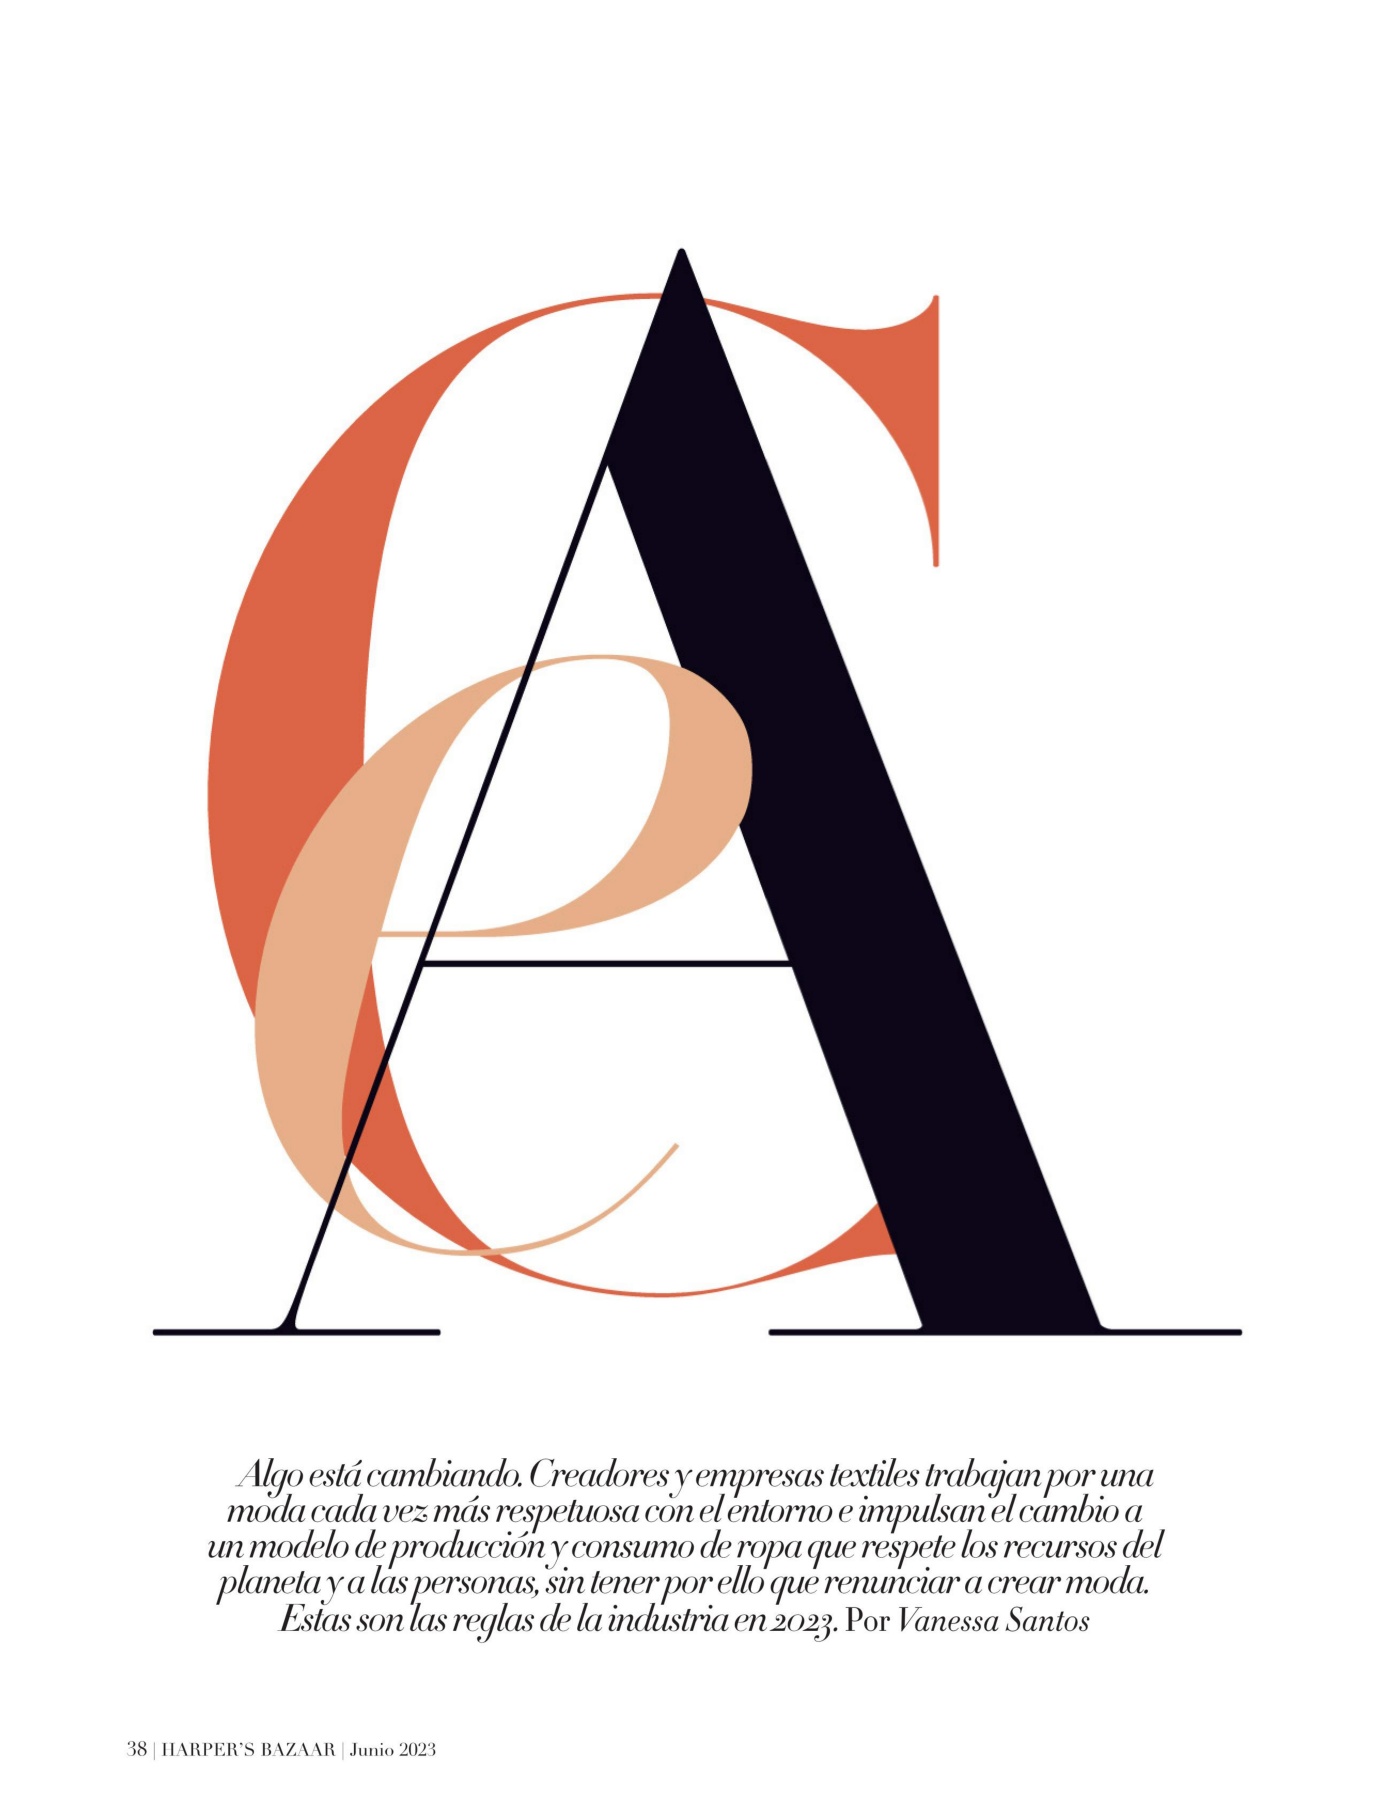 C
e
A
Algo está cambiando. Creadores y empresas textiles trabajan por una
moda cada vez más respetuosa con el entorno e impulsan el cambio a
un modelo de producción y consumo de ropa que respete los recursos del
planeta y a las personas, sin tener por ello que renunciar a crear moda.
Estas son las reglas de la industria en 2023. Por Vanessa Santos
38 | HARPER'S BAZAAR | Junio 2023